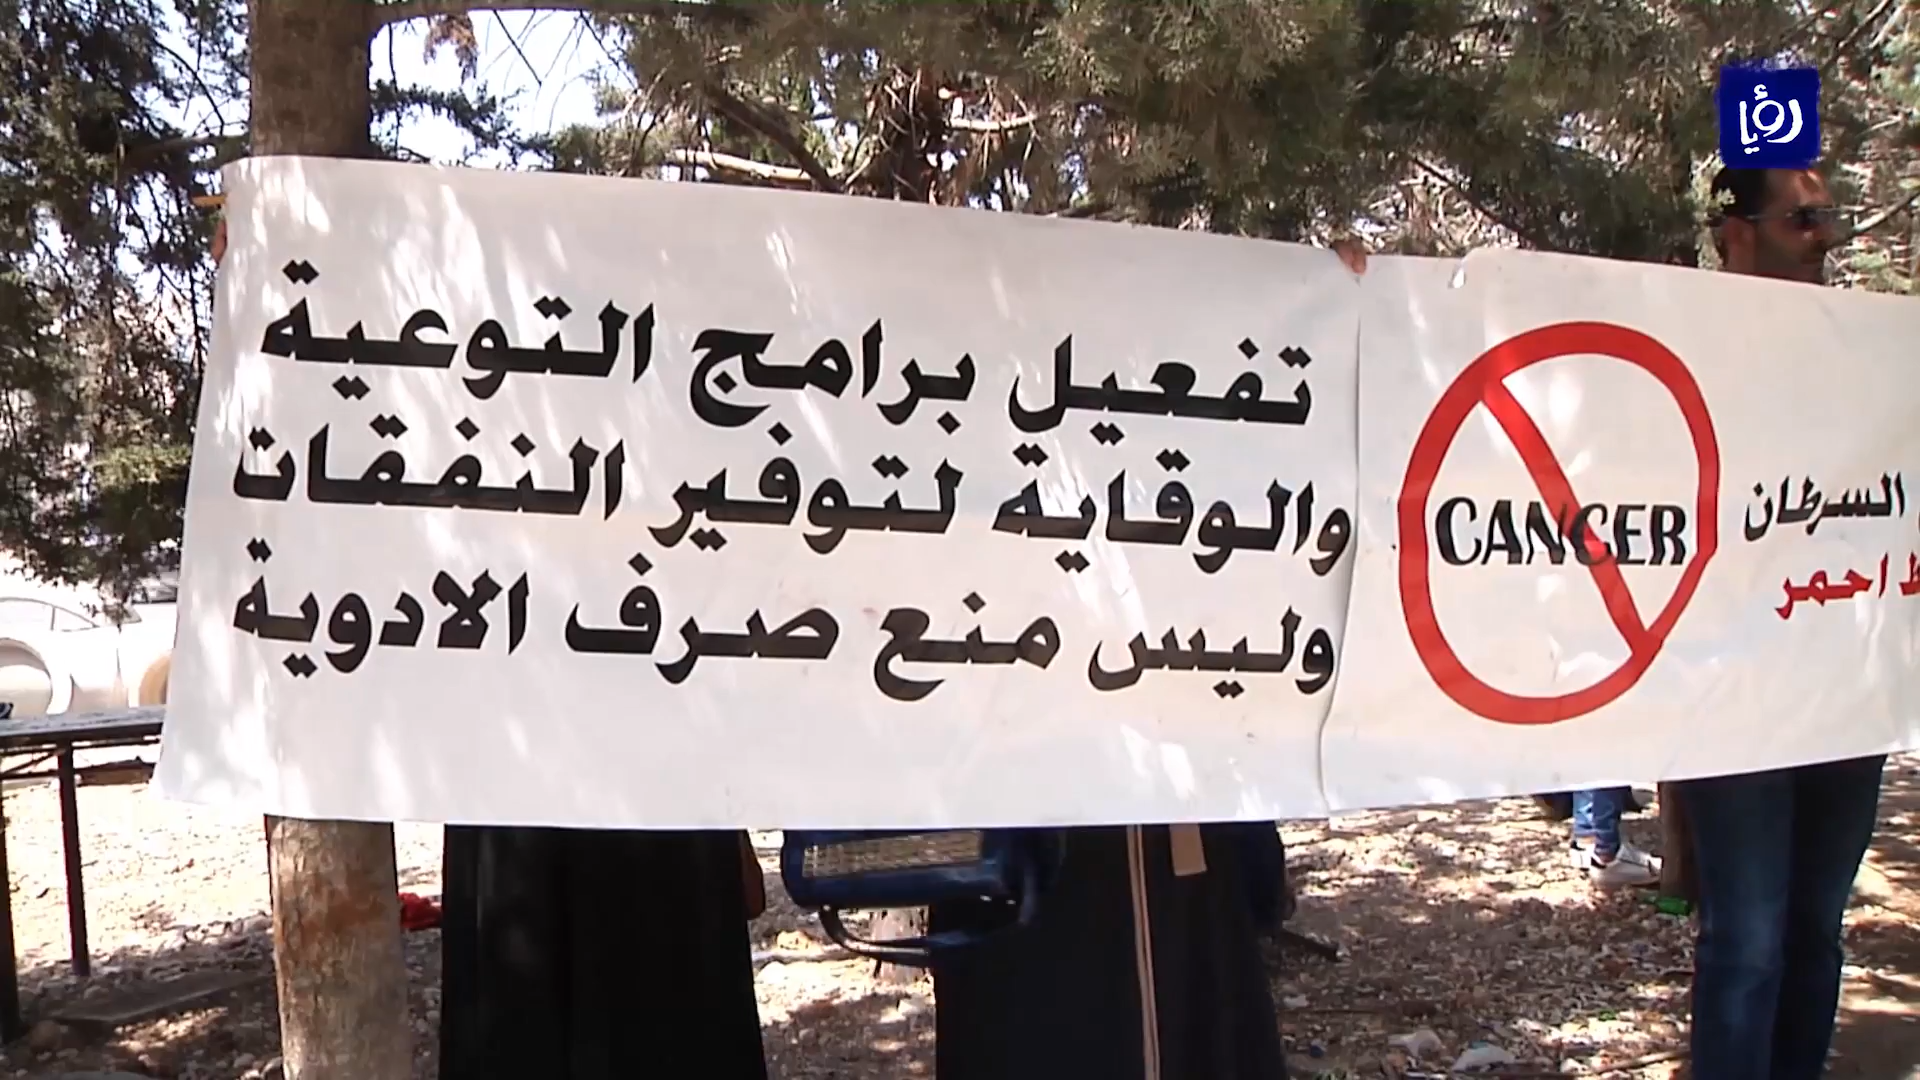 رؤيا
تفعيل برامج التوعية
والوقاية لتوفير النفقات
وليس منع صرف الادوية
CANCER
السرطان
احمر